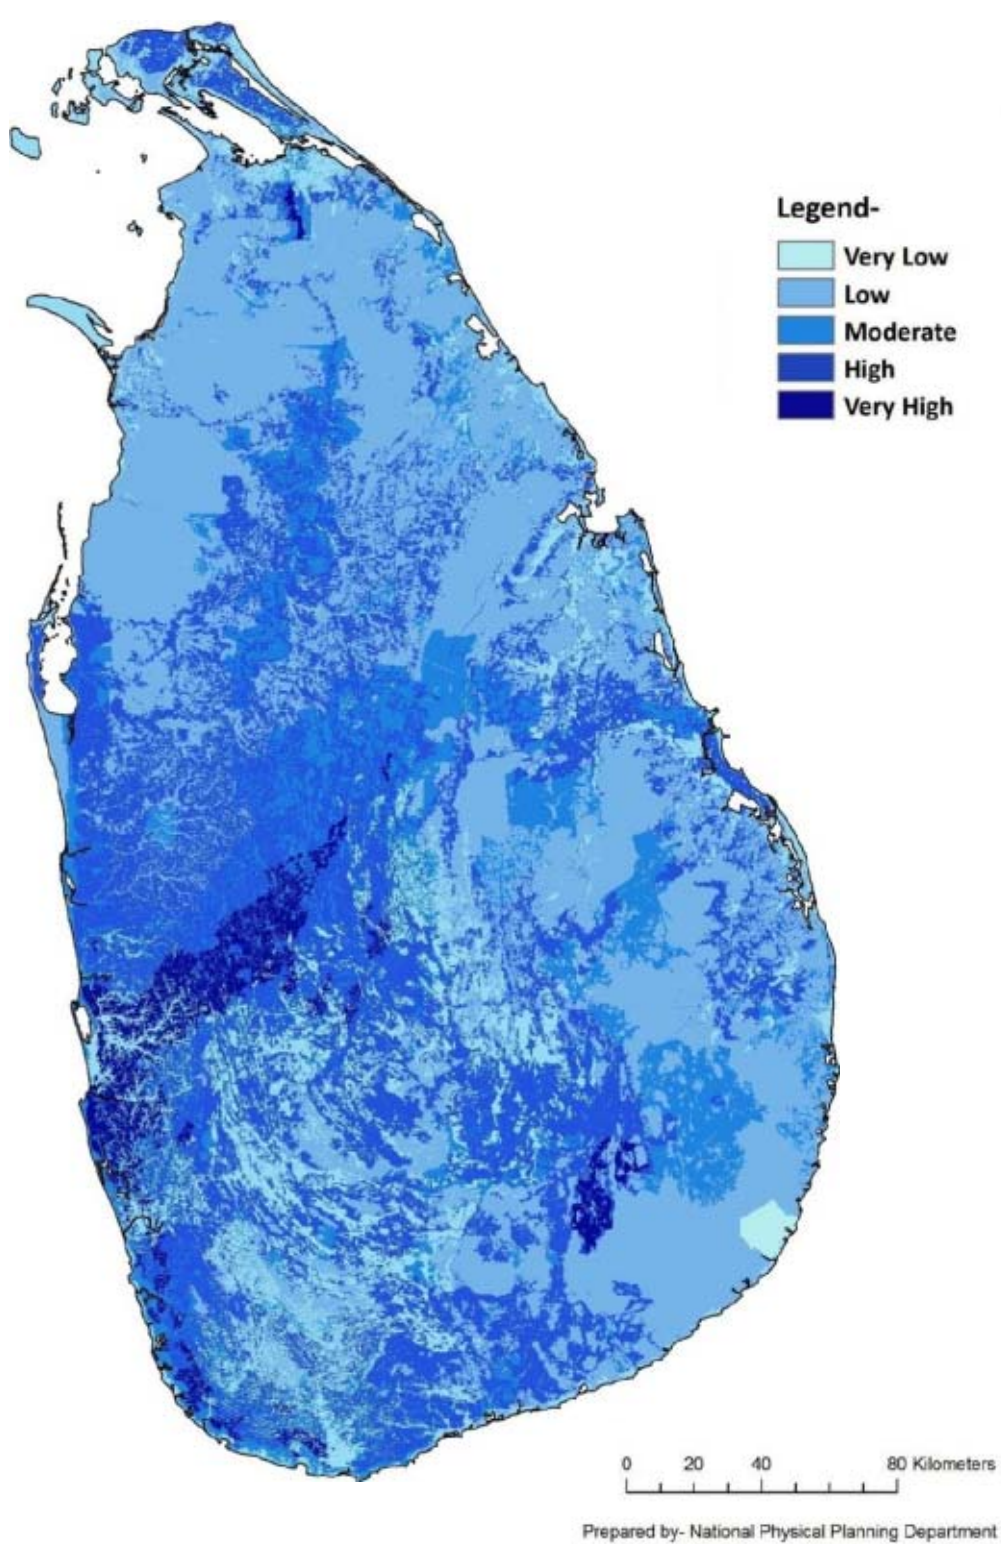 Legend-
Very Low
Low
Moderate
High
Very High
0 20 40 80 Kilometers
Prepared by- National Physical Planning Department